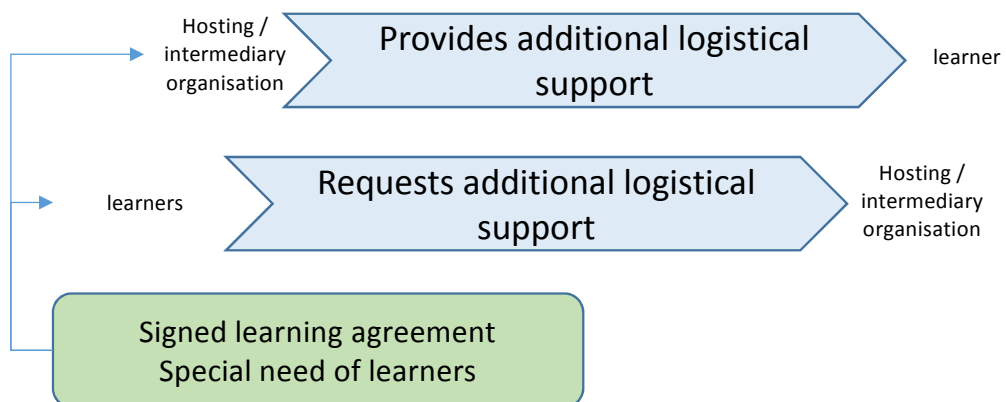 Hosting /
intermediary
organisation
Provides additional logistical
support
learner
learners
Requests additional logistical
support
Hosting /
intermediary
organisation
Signed learning agreement
Special need of learners